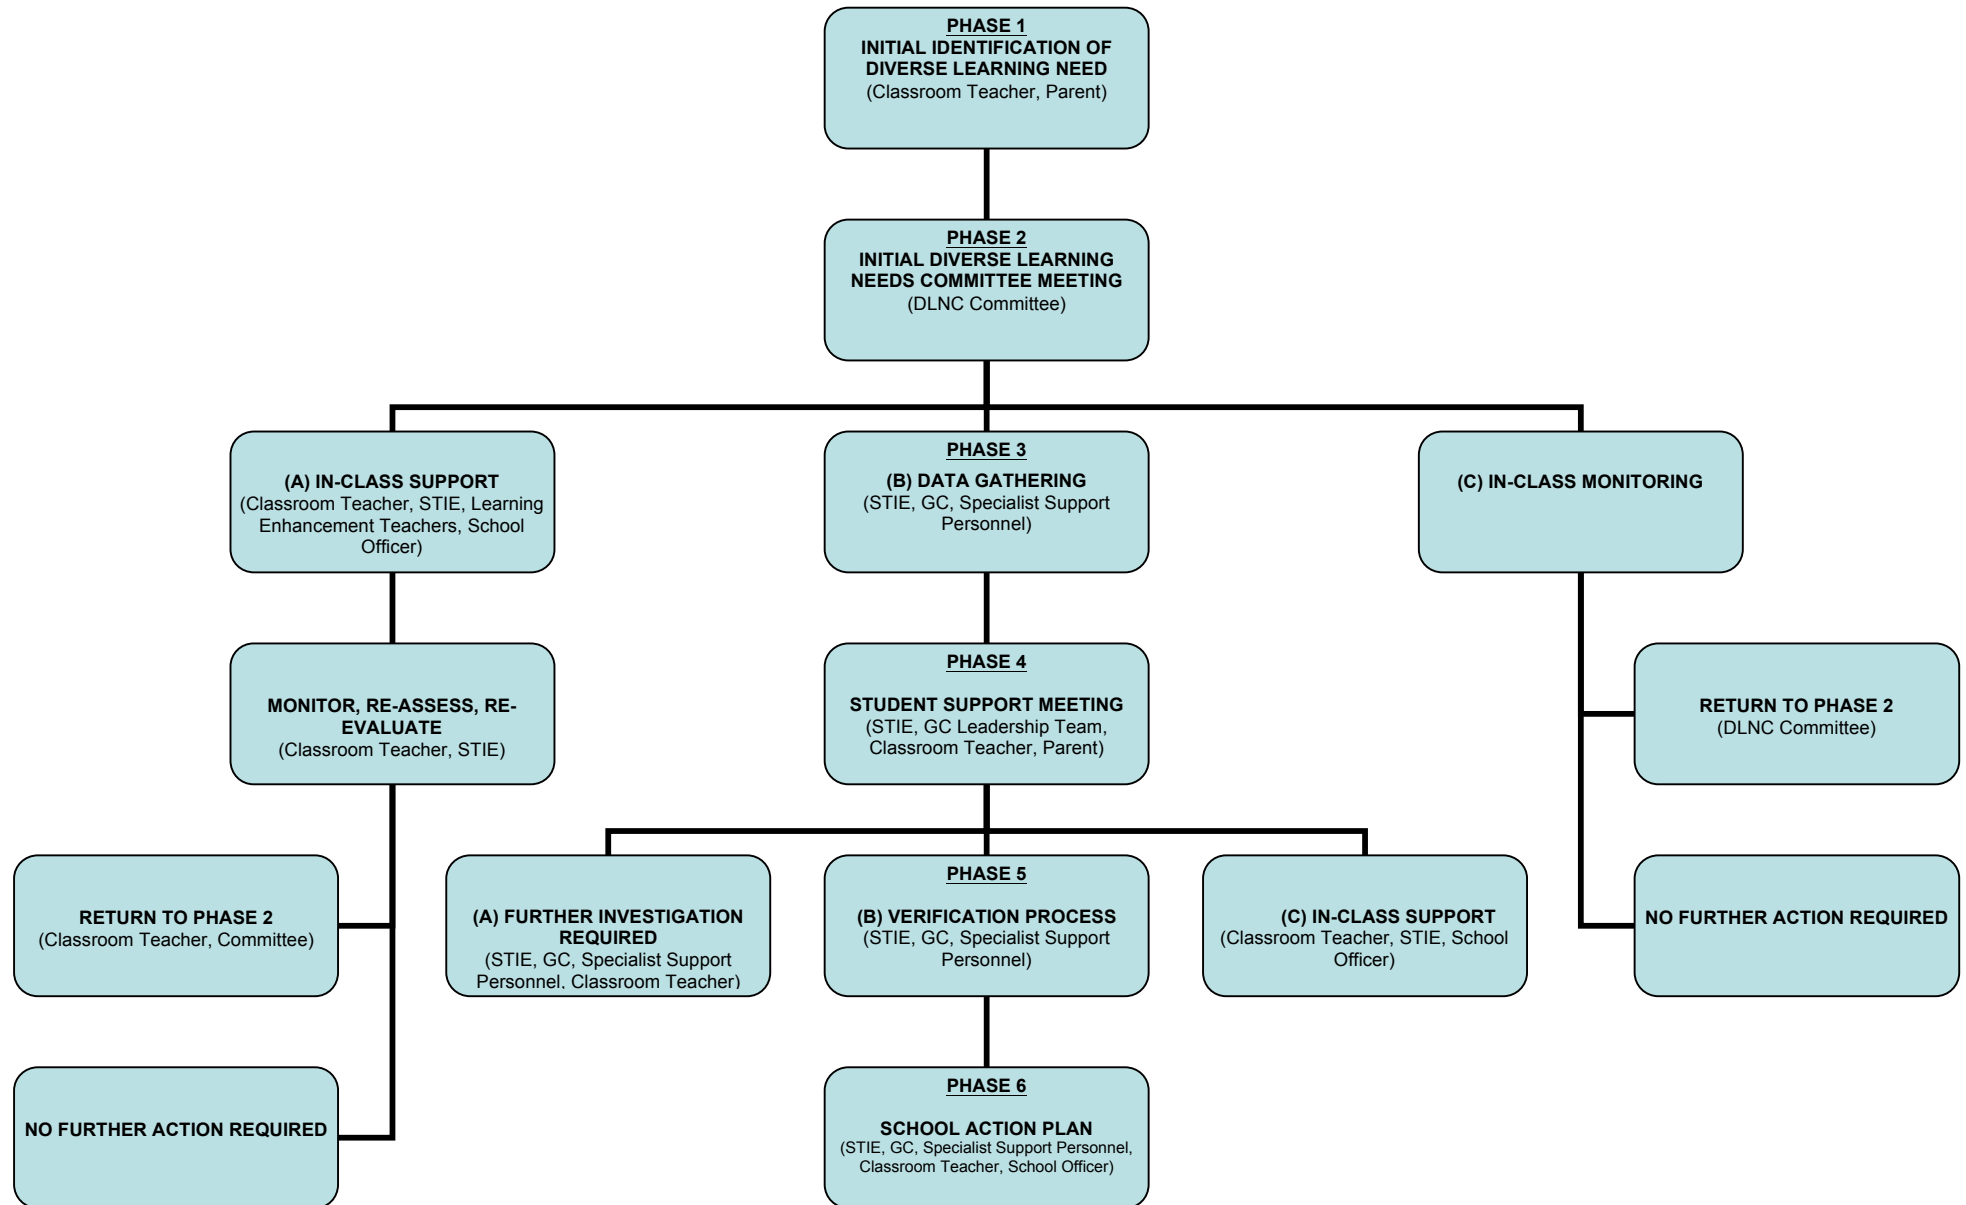 PHASE 1
INITIAL IDENTIFICATION OF
DIVERSE LEARNING NEED
(Classroom Teacher, Parent)
PHASE 2
INITIAL DIVERSE LEARNING
NEEDS COMMITTEE MEETING
(DLNC Committee)
(A) IN-CLASS SUPPORT
(Classroom Teacher, STIE, Learning
Enhancement Teachers, School
Officer)
PHASE 3
(B) DATA GATHERING
(STIE, GC, Specialist Support
Personnel)
(C) IN-CLASS MONITORING
MONITOR, RE-ASSESS, RE-
EVALUATE
(Classroom Teacher, STIE)
PHASE 4
STUDENT SUPPORT MEETING
(STIE, GC Leadership Team,
Classroom Teacher, Parent)
RETURN TO PHASE 2
(DLNC Committee)
RETURN TO PHASE 2
(Classroom Teacher, Committee)
(A) FURTHER INVESTIGATION
REQUIRED
(STIE, GC, Specialist Support
Personnel, Classroom Teacher)
PHASE 5
(B) VERIFICATION PROCESS
(STIE, GC, Specialist Support
Personnel)
(C) IN-CLASS SUPPORT
(Classroom Teacher, STIE, School
Officer)
NO FURTHER ACTION REQUIRED
NO FURTHER ACTION REQUIRED
PHASE 6
SCHOOL ACTION PLAN
(STIE, GC, Specialist Support Personnel,
Classroom Teacher, School Officer)